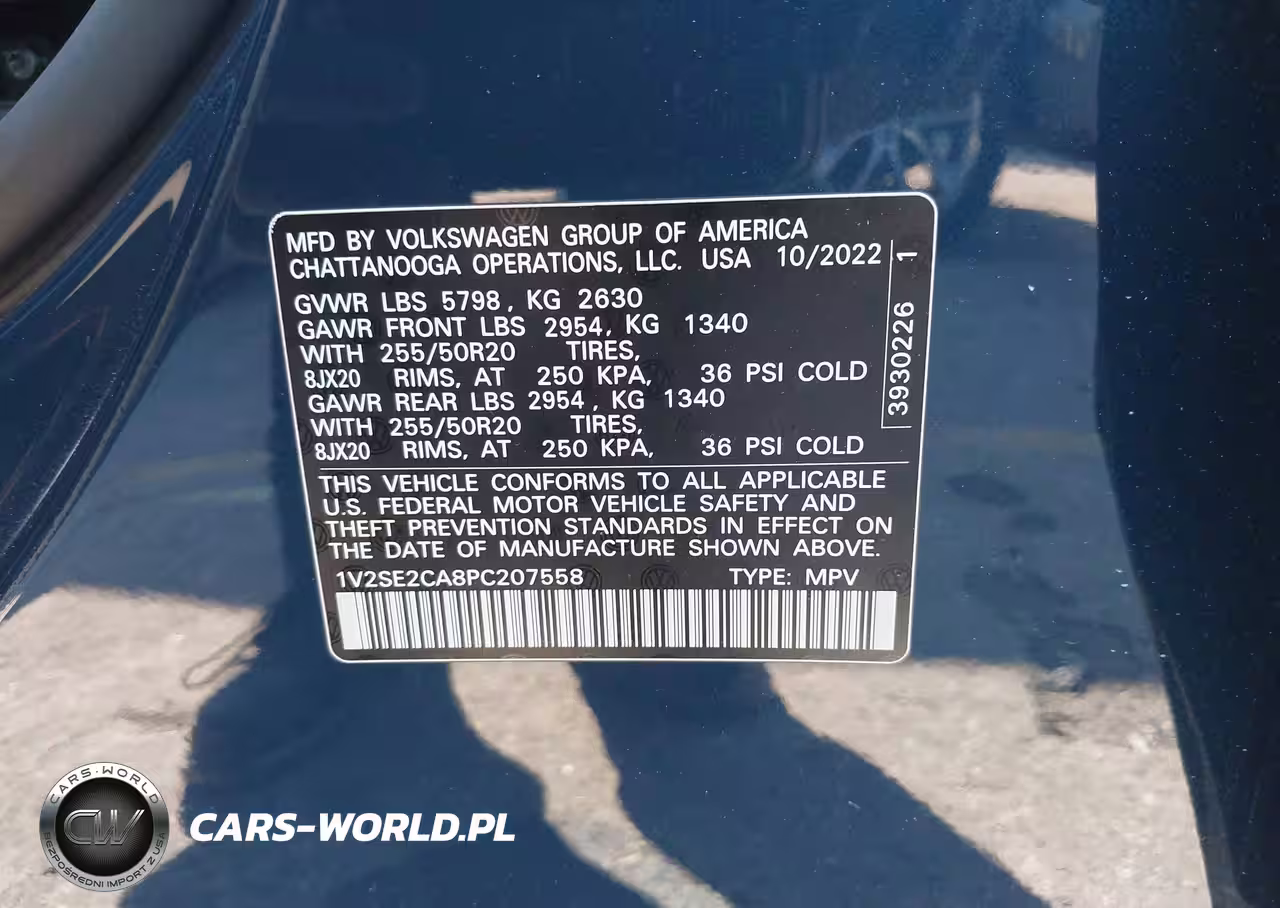 MFD BY VOLKSWAGEN GROUP OF AMERICA
CHATTANOOGA OPERATIONS, LLC. USA 10/2022
GVWR LBS 5798, KG 2630
GAWR FRONT LBS 2954, KG 1340
WITH 255/50R20 TIRES,
8JX20 RIMS, AT 250 KPA, 36 PSI COLD
GAWR REAR LBS 2954, KG 1340
WITH 255/50R20 TIRES,
8JX20 RIMS, AT 250 KPA, 36 PSI COLD
3930226 1
THIS VEHICLE CONFORMS TO ALL APPLICABLE
U.S. FEDERAL MOTOR VEHICLE SAFETY AND
THEFT PREVENTION STANDARDS IN EFFECT ON
THE DATE OF MANUFACTURE SHOWN ABOVE.
1V2SE2CA8PC207558 TYPE: MPV
CARS-WORLD
CW
BEZPOŚREDNI IMPORT Z USA
CARS-WORLD.PL